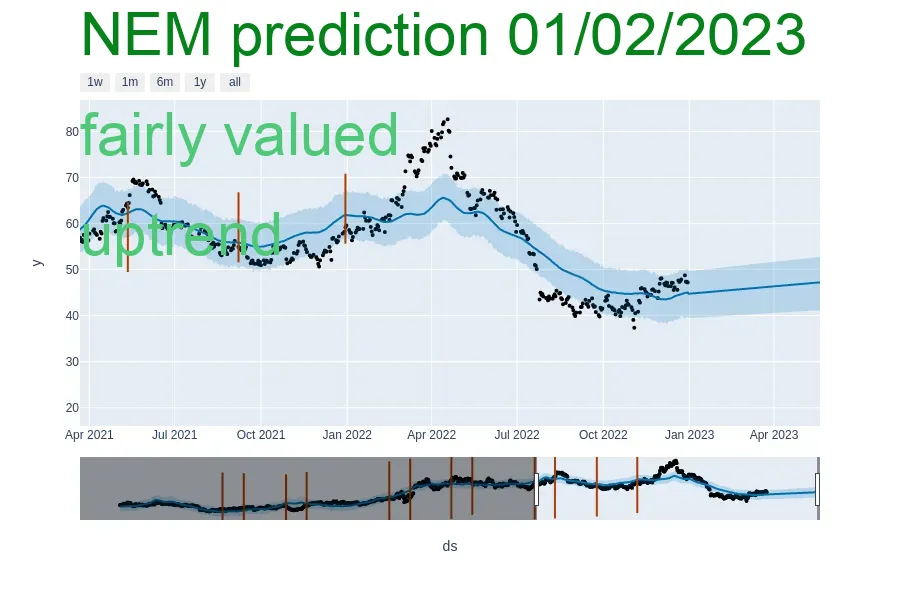 NEM prediction 01/02/2023
1w 1m 6m 1y all
fairly valued
uptrend
80
70
60
50
40
30
20
y
Apr 2021 Jul 2021 Oct 2021 Jan 2022 Apr 2022 Jul 2022 Oct 2022 Jan 2023 Apr 2023
ds